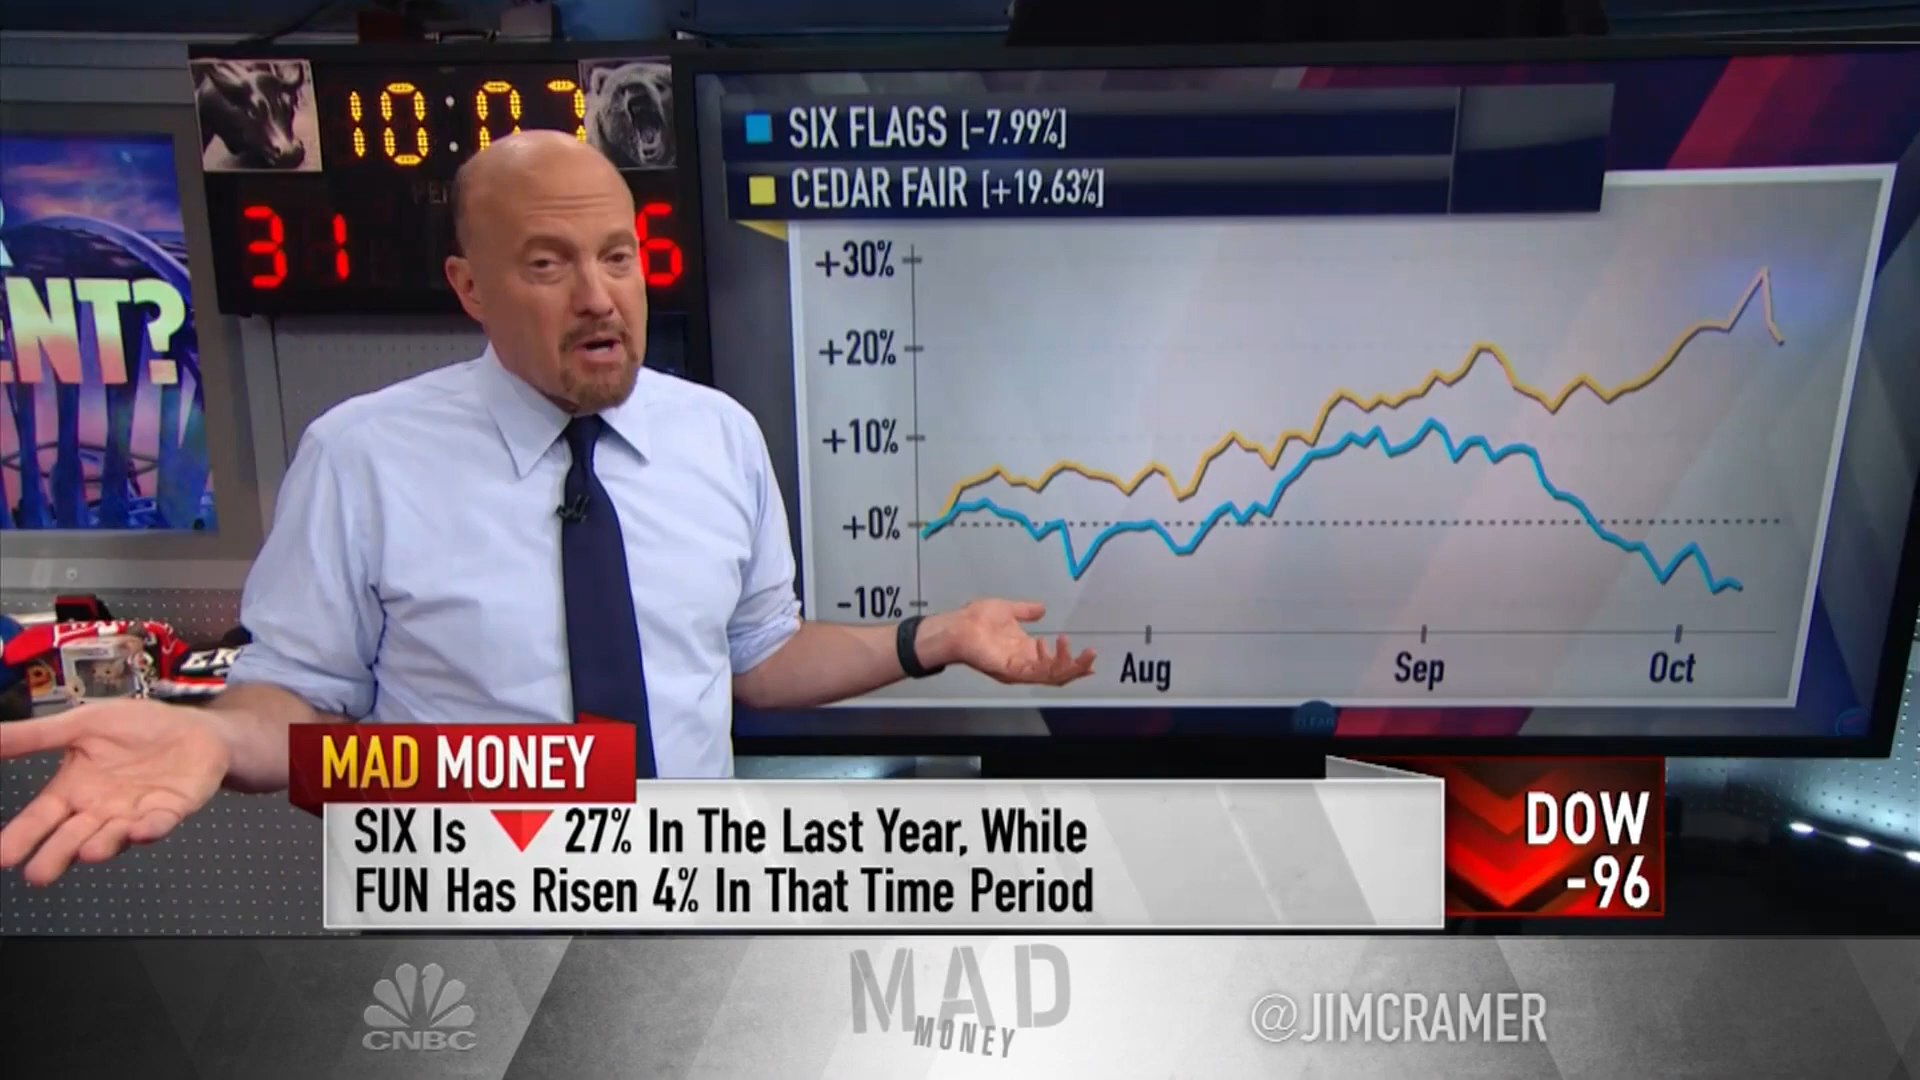 10:07
31
6
ENT?
SIX FLAGS [-7.99%]
CEDAR FAIR [+19.63%]
+30%
+20%
+10%
+0%
-10%
Aug
Sep
Oct
MAD MONEY
SIX Is ▼ 27% In The Last Year, While
FUN Has Risen 4% In That Time Period
DOW
-96
CNBC
MAD
MONEY
@JIMCRAMER